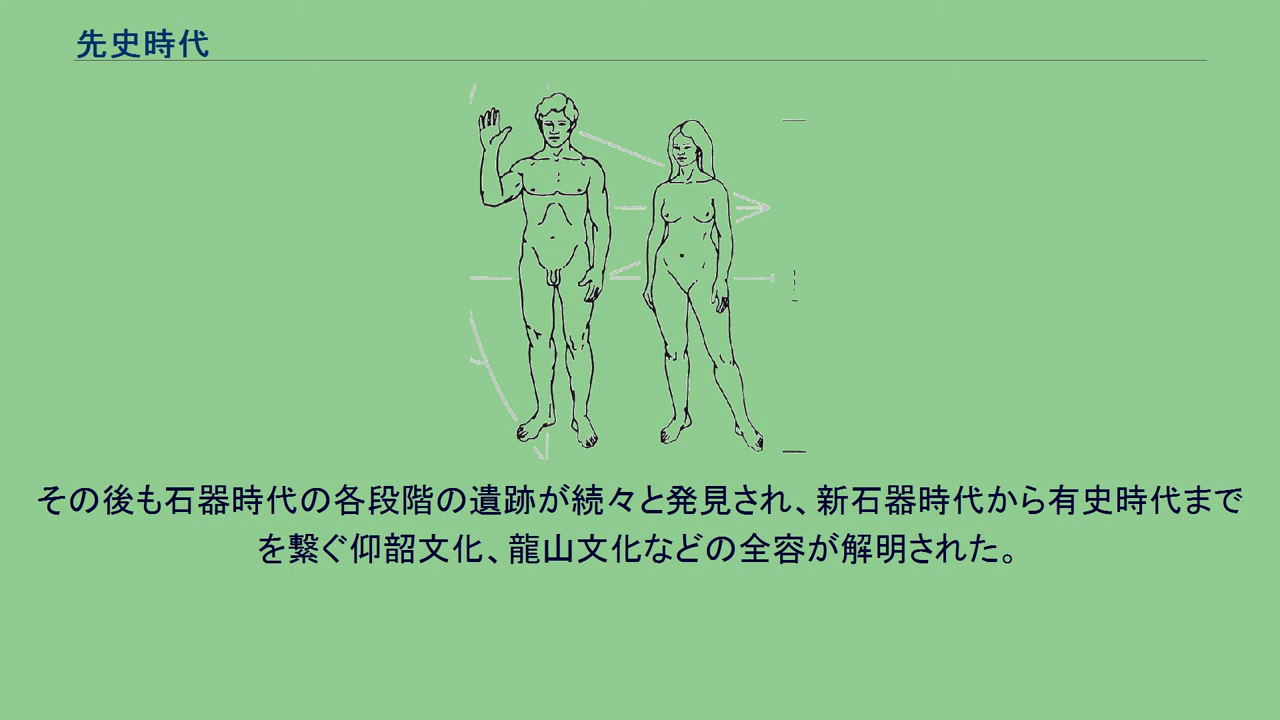 先史時代
その後も石器時代の各段階の遺跡が続々と発見され、新石器時代から有史時代まで
を繋ぐ仰韶文化、龍山文化などの全容が解明された。